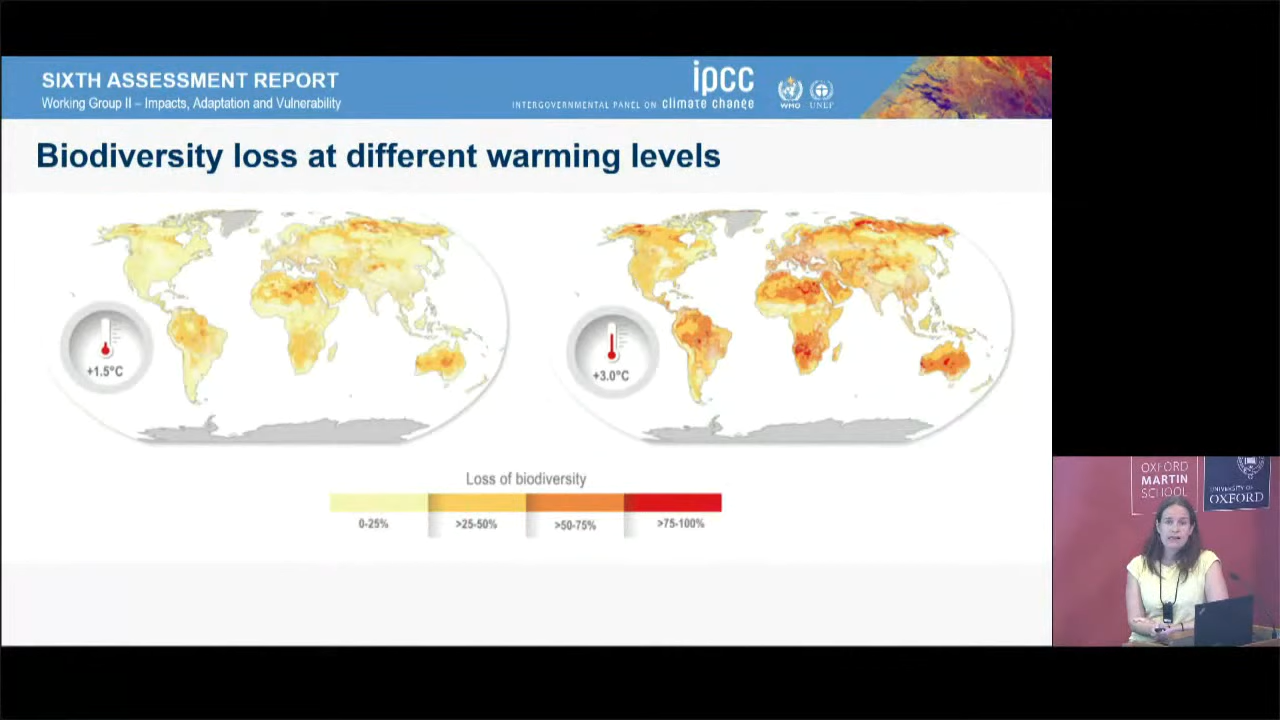 SIXTH ASSESSMENT REPORT
Working Group II – Impacts, Adaptation and Vulnerability
ipcc
INTERGOVERNMENTAL PANEL ON climate change
WMO
UNEP
Biodiversity loss at different warming levels
+1.5°C
+3.0°C
Loss of biodiversity
0-25%
>25-50%
>50-75%
>75-100%
OXFORD
MARTIN
SCHOOL
UNIVERSITY OF
OXFORD